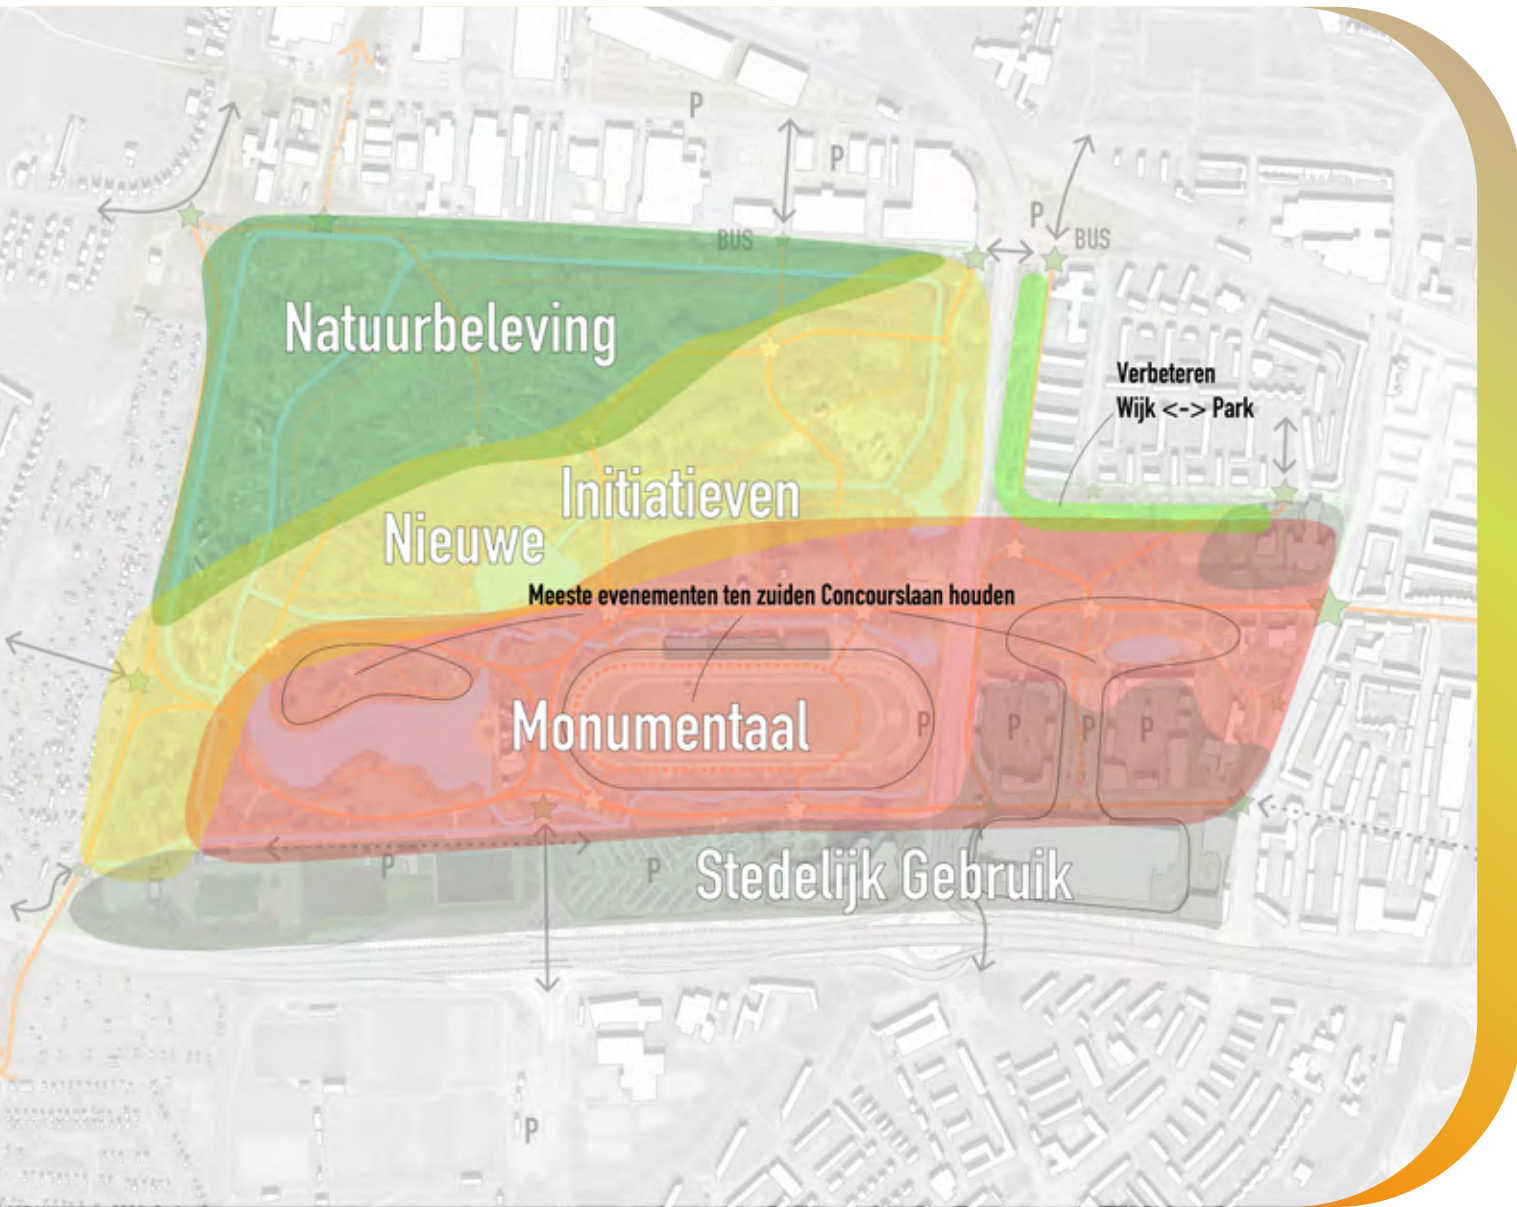 P
P
P
BUS
BUS
Natuurbeleving
Verbeteren
Wijk <-> Park
Initiatieven
Nieuwe
Meeste evenementen ten zuiden Concourslaan houden
Monumentaal
P
P
P
P
P
P
Stedelijk Gebruik
P